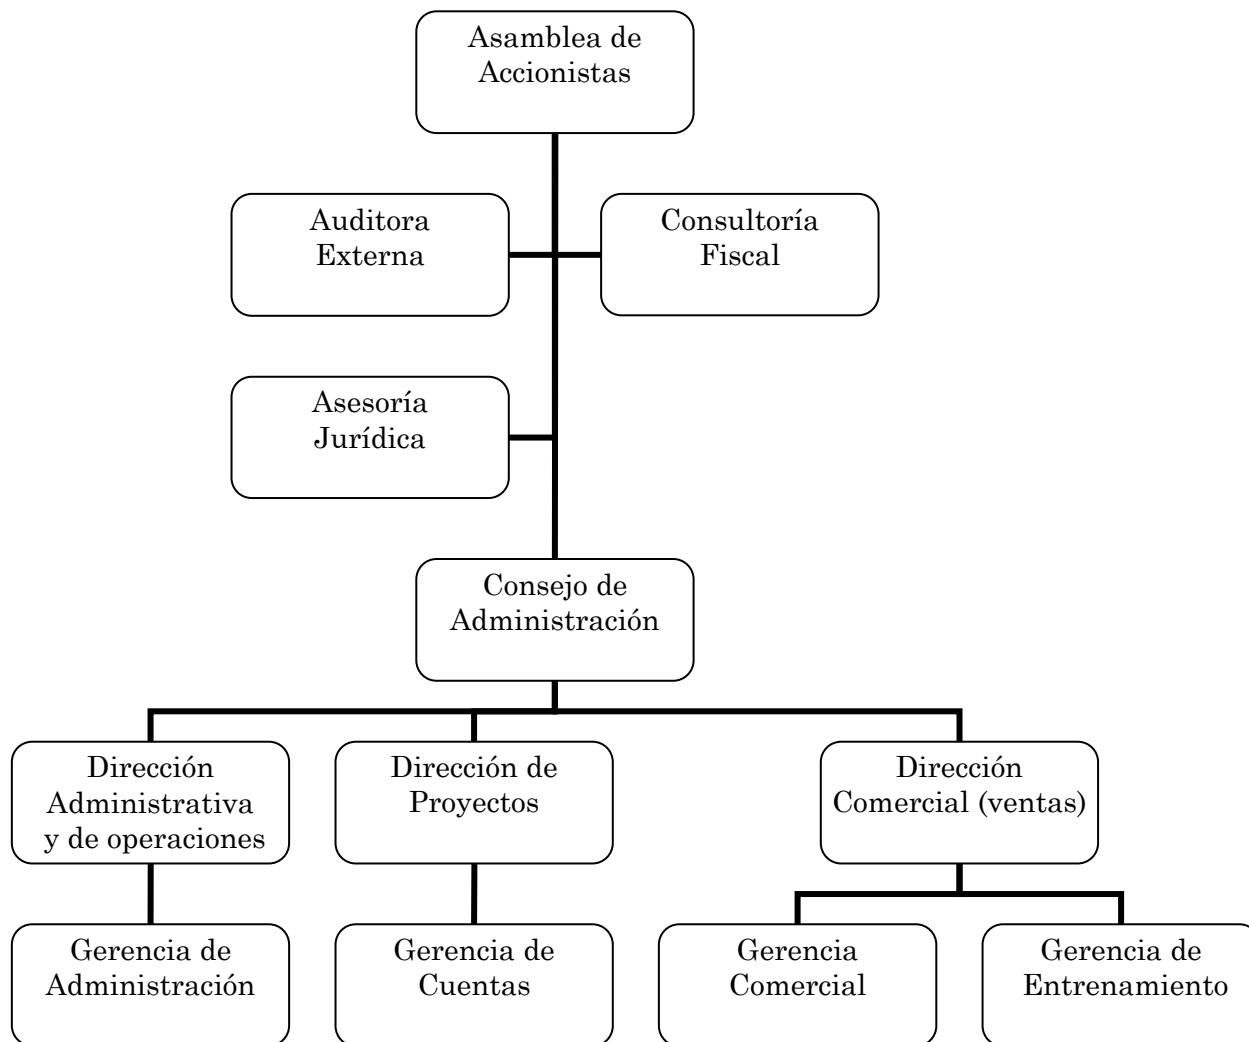 Asamblea de
Accionistas
Auditora
Externa
Consultoría
Fiscal
Asesoría
Jurídica
Consejo de
Administración
Dirección
Administrativa
y de operaciones
Dirección de
Proyectos
Dirección
Comercial (ventas)
Gerencia de
Administración
Gerencia de
Cuentas
Gerencia
Comercial
Gerencia de
Entrenamiento